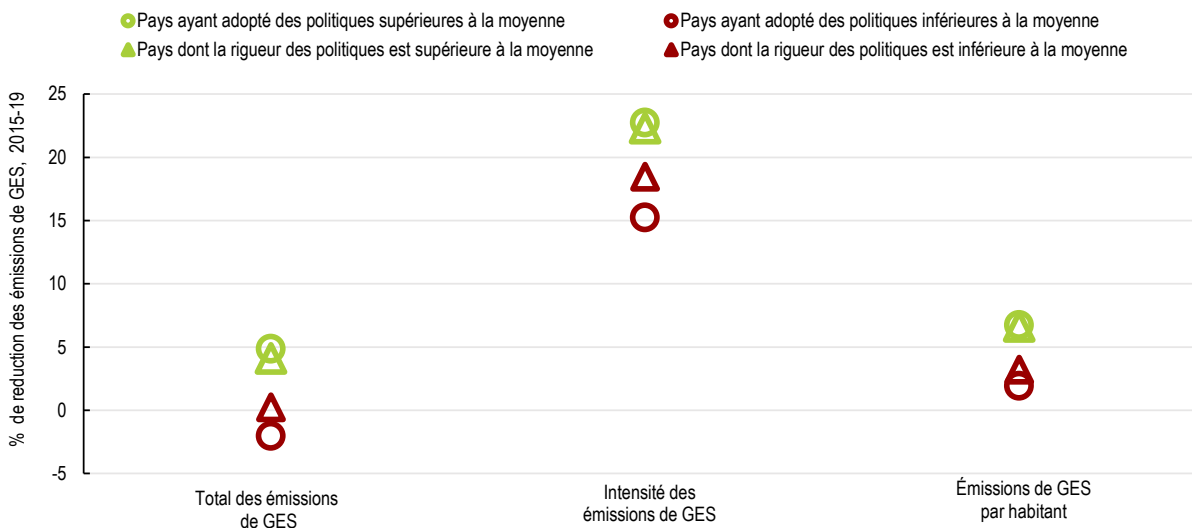 Pays ayant adopté des politiques supérieures à la moyenne
Pays ayant adopté des politiques inférieures à la moyenne
Pays dont la rigueur des politiques est supérieure à la moyenne
Pays dont la rigueur des politiques est inférieure à la moyenne
% de reduction des émissions de GES, 2015-19
25
20
15
10
5
0
-5
Total des émissions
de GES
Intensité des
émissions de GES
Émissions de GES
par habitant